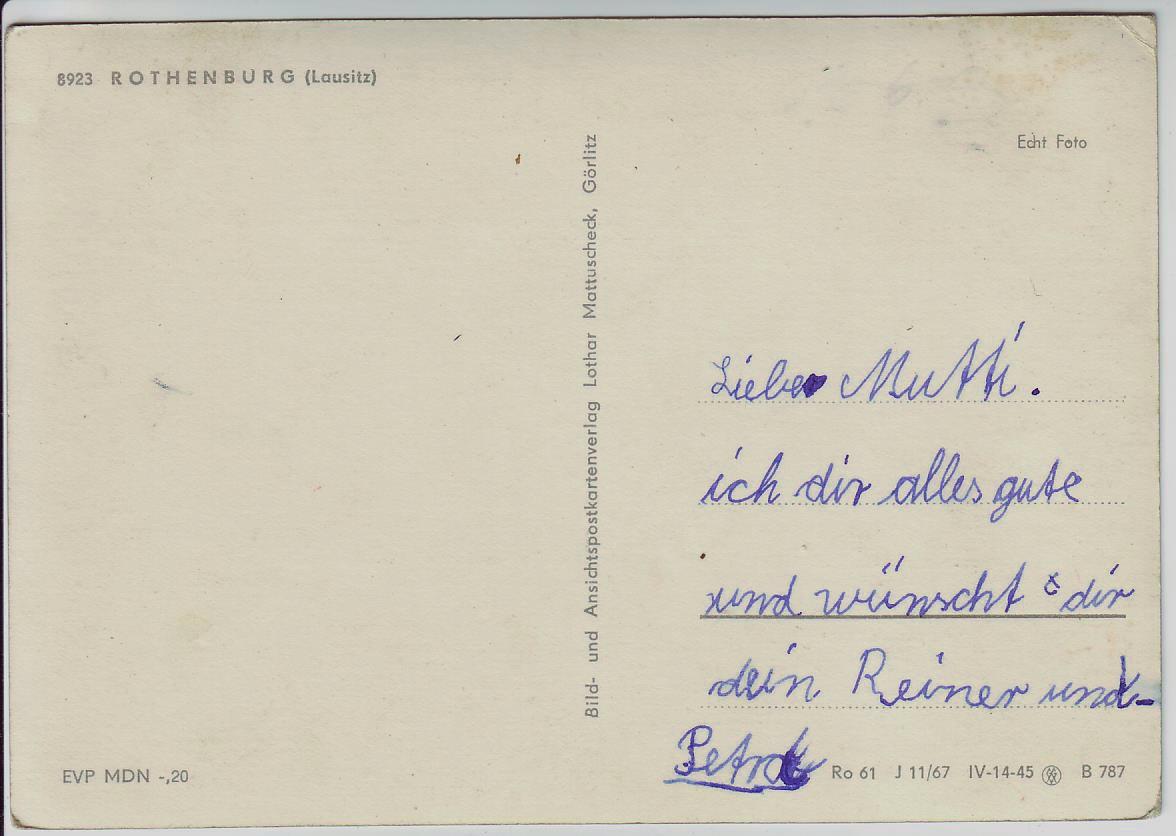 8923 ROTHENBURG (Lausitz)
Echt Foto
Bild- und Ansichtspostkartenverlag Lothar Mattuscheck, Görlitz
Liebe Mutti.
ich dir alles gute
und wünscht dir
dein Reiner und
Petra
EVP MDN -,20
Ro 61 J 11/67 IV-14-45 B 787